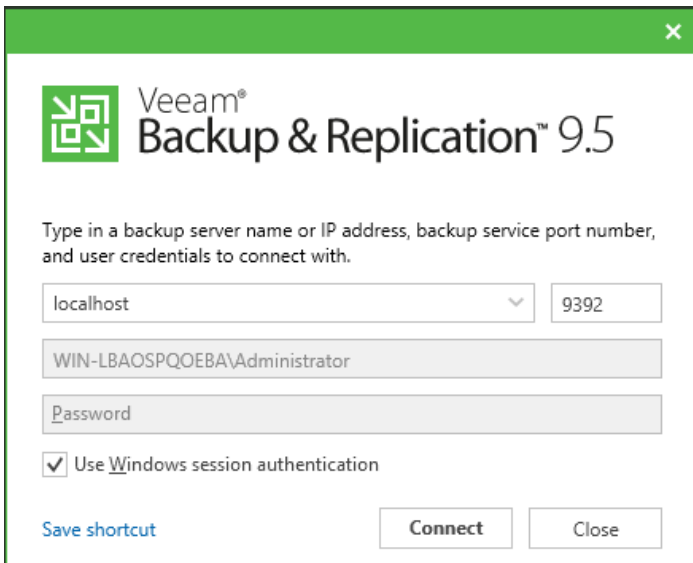 Veeam®
Backup & Replication™ 9.5
Type in a backup server name or IP address, backup service port number,
and user credentials to connect with.
localhost 9392
WIN-LBAOSPQOEBA\Administrator
Password
Use Windows session authentication
Save shortcut Connect Close